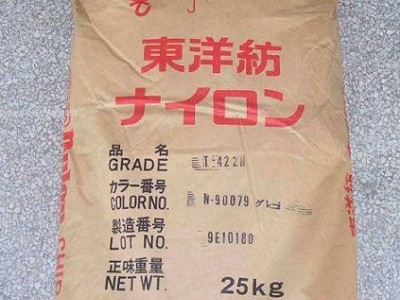 東洋紡
ナイロン
品名
GRADE T-422H
カラー番号
COLOR NO. N-90079 グレー
製造番号
LOT NO. 9E10180
正味重量
NET WT. 25kg